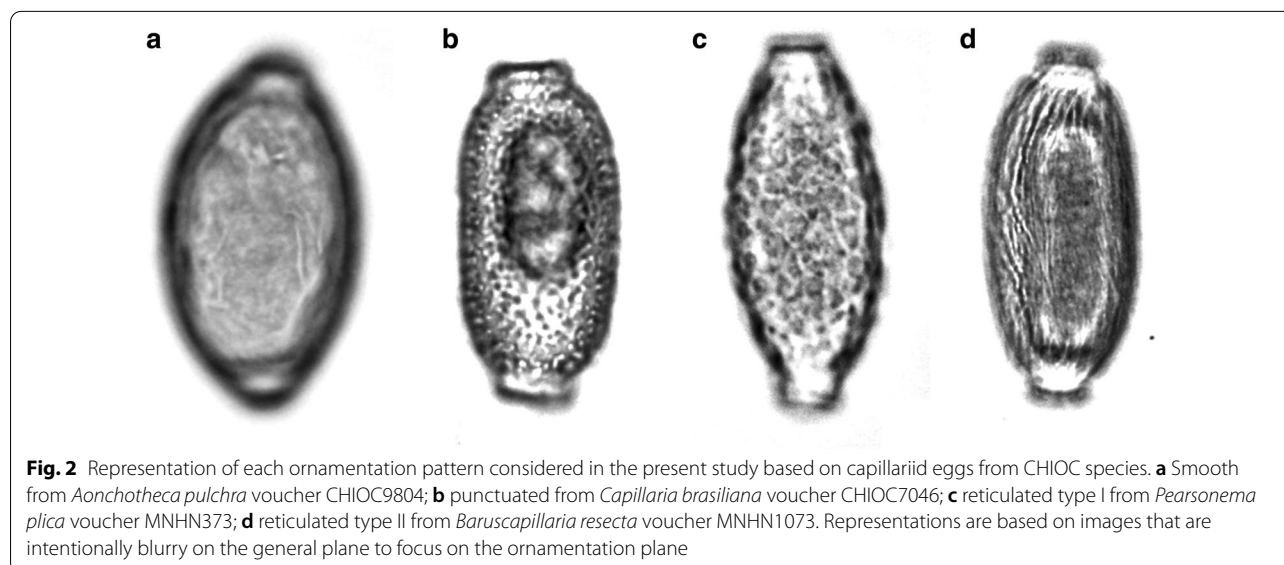 a
b
c
d
Fig. 2 Representation of each ornamentation pattern considered in the present study based on capillariid eggs from CHIOC species. a Smooth
from Aonchotheca pulchra voucher CHIOC9804; b punctuated from Capillaria brasiliana voucher CHIOC7046; c reticulated type I from Pearsonema
plica voucher MNHN373; d reticulated type II from Baruscapillaria resecta voucher MNHN1073. Representations are based on images that are
intentionally blurry on the general plane to focus on the ornamentation plane